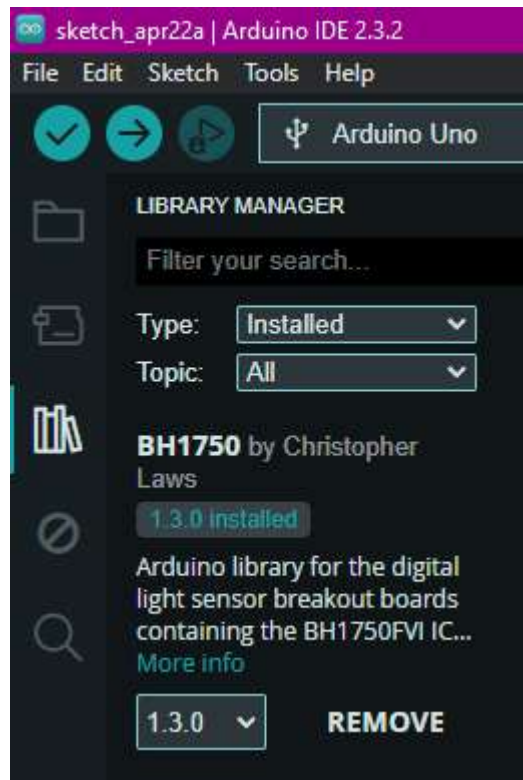 sketch_apr22a | Arduino IDE 2.3.2
File Edit Sketch Tools Help
Arduino Uno
LIBRARY MANAGER
Filter your search...
Type: Installed
Topic: All
BH1750 by Christopher
Laws
1.3.0 installed
Arduino library for the digital
light sensor breakout boards
containing the BH1750FVI IC...
More info
1.3.0 REMOVE